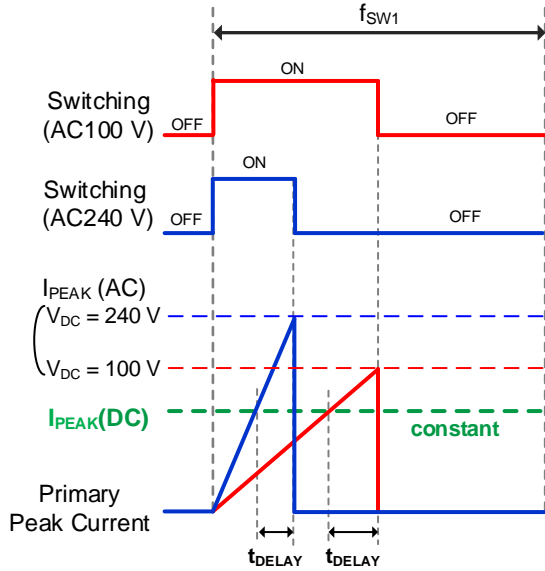 fSW1
ON
Switching
(AC100 V)
OFF
OFF
ON
Switching
(AC240 V)
OFF
OFF
IPEAK (AC)
VDC = 240 V
VDC = 100 V
IPEAK(DC)
constant
Primary
Peak Current
tDELAY
tDELAY